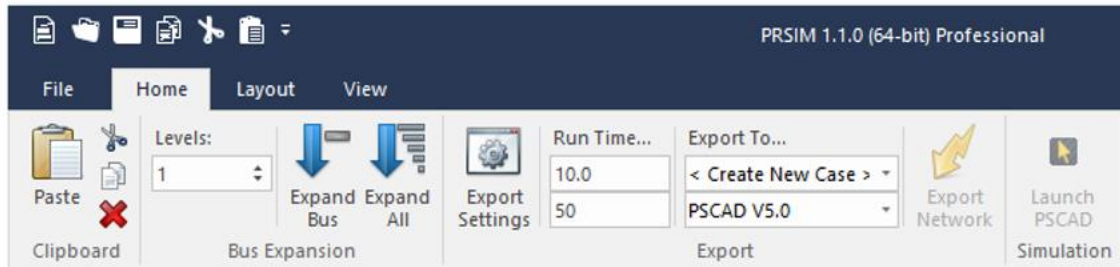 PRSIM 1.1.0 (64-bit) Professional
File Home Layout View
Levels: Run Time... Export To...
1 10.0 < Create New Case >
Paste Expand Bus Expand All Export Settings 50 PSCAD V5.0 Export Network Launch PSCAD
Clipboard Bus Expansion Export Simulation